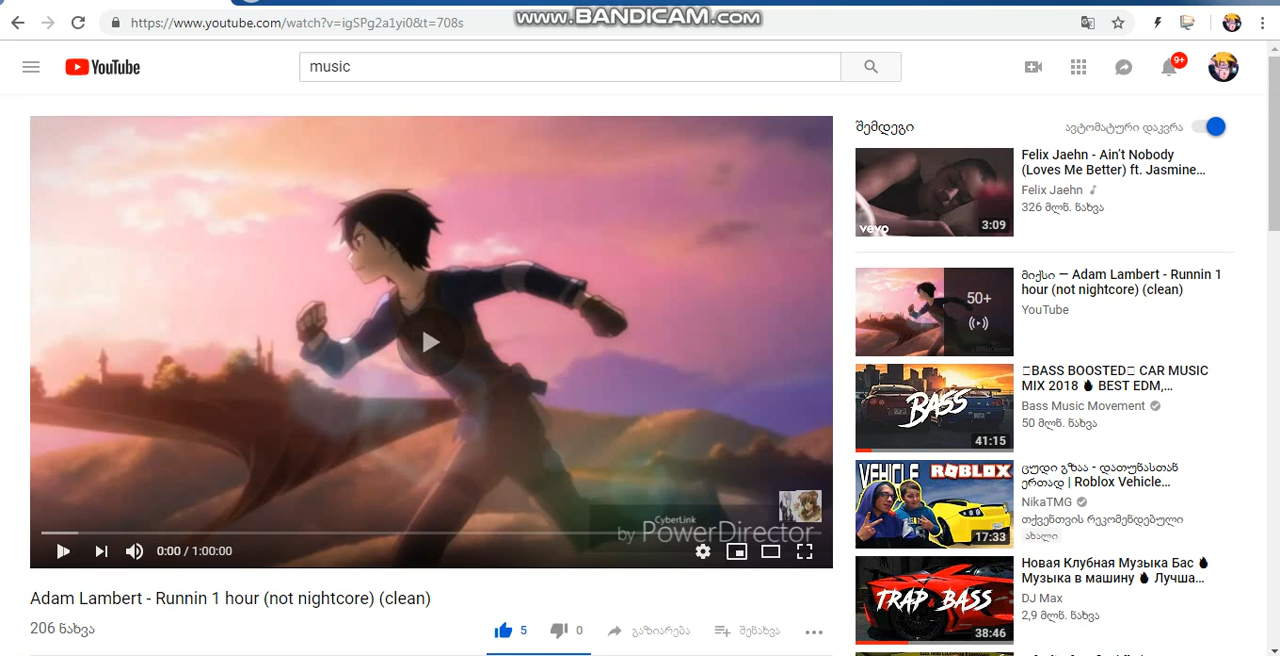 https://www.youtube.com/watch?v=igSPg2a1yi0&t=708s
www.BANDICAM.com
YouTube
music
9+
CyberLink
by PowerDirector
0:00 / 1:00:00
Adam Lambert - Runnin 1 hour (not nightcore) (clean)
206 ნახვა
5
0
გაზიარება
შენახვა
შემდეგი
ავტომატური დაკვრა
vevo
3:09
Felix Jaehn - Ain't Nobody
(Loves Me Better) ft. Jasmine...
Felix Jaehn
326 მლნ. ნახვა
50+
მიქსი — Adam Lambert - Runnin 1
hour (not nightcore) (clean)
YouTube
BASS
41:15
BASS BOOSTED CAR MUSIC
MIX 2018 🔥 BEST EDM,...
Bass Music Movement
50 მლნ. ნახვა
VEHICLE ROBLOX
17:33
ცუდი გზაა - დათუნასთან
ერთად | Roblox Vehicle...
NikaTMG
თქვენთვის რეკომენდებული
ახალი
TRAP & BASS
38:46
Новая Клубная Музыка Бас 🔥
Музыка в машину 🔥 Лучша...
DJ Max
2,9 მლნ. ნახვა